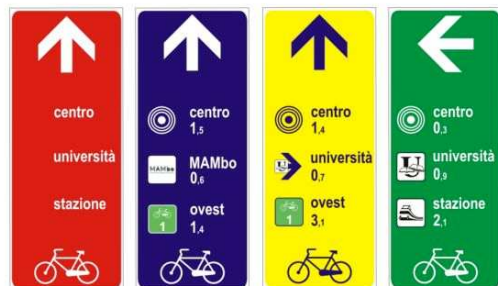 centro
università
stazione
centro
1,5
MAMbo
MAMbo
0,6
1
ovest
1,4
centro
1,4
università
0,7
1
ovest
3,1
centro
0,3
US
università
0,9
stazione
2,1